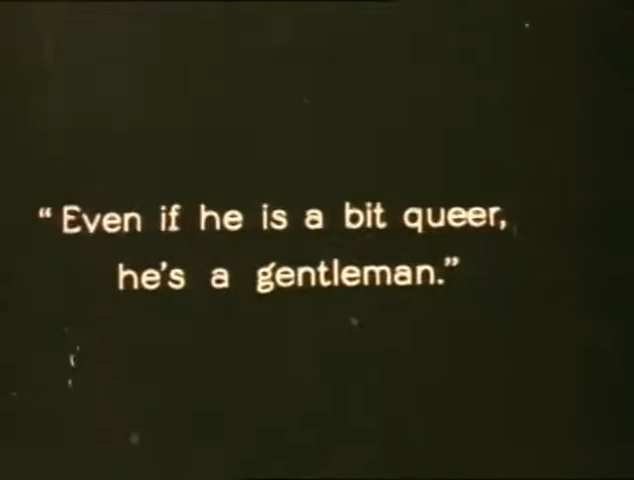 “Even if he is a bit queer,
he’s a gentleman.”